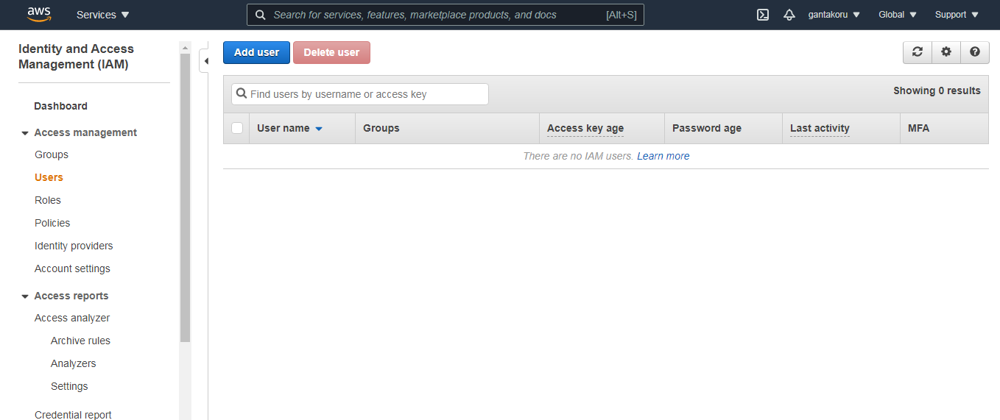 aws
Services
Search for services, features, marketplace products, and docs [Alt+S]
gantakoru
Global
Support
Identity and Access
Management (IAM)
Dashboard
Access management
Groups
Users
Roles
Policies
Identity providers
Account settings
Access reports
Access analyzer
Archive rules
Analyzers
Settings
Credential report
Add user
Delete user
Find users by username or access key
Showing 0 results
User name
Groups
Access key age
Password age
Last activity
MFA
There are no IAM users. Learn more